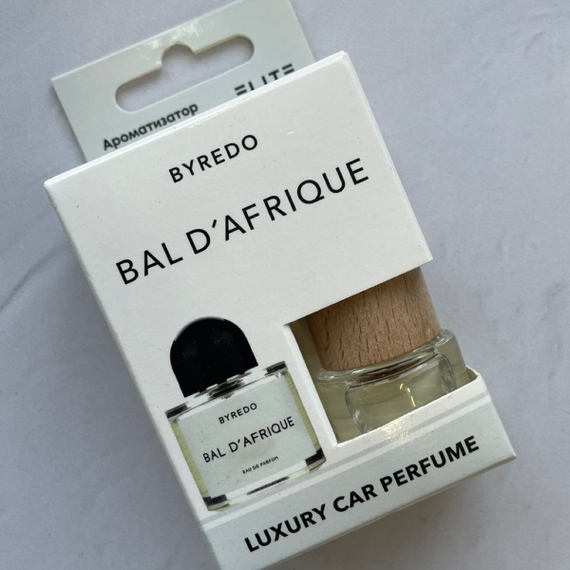 ELITE
Ароматизатор
BYREDO
BAL D'AFRIQUE
BYREDO
BAL D'AFRIQUE
EAU DE PARFUM
LUXURY CAR PERFUME